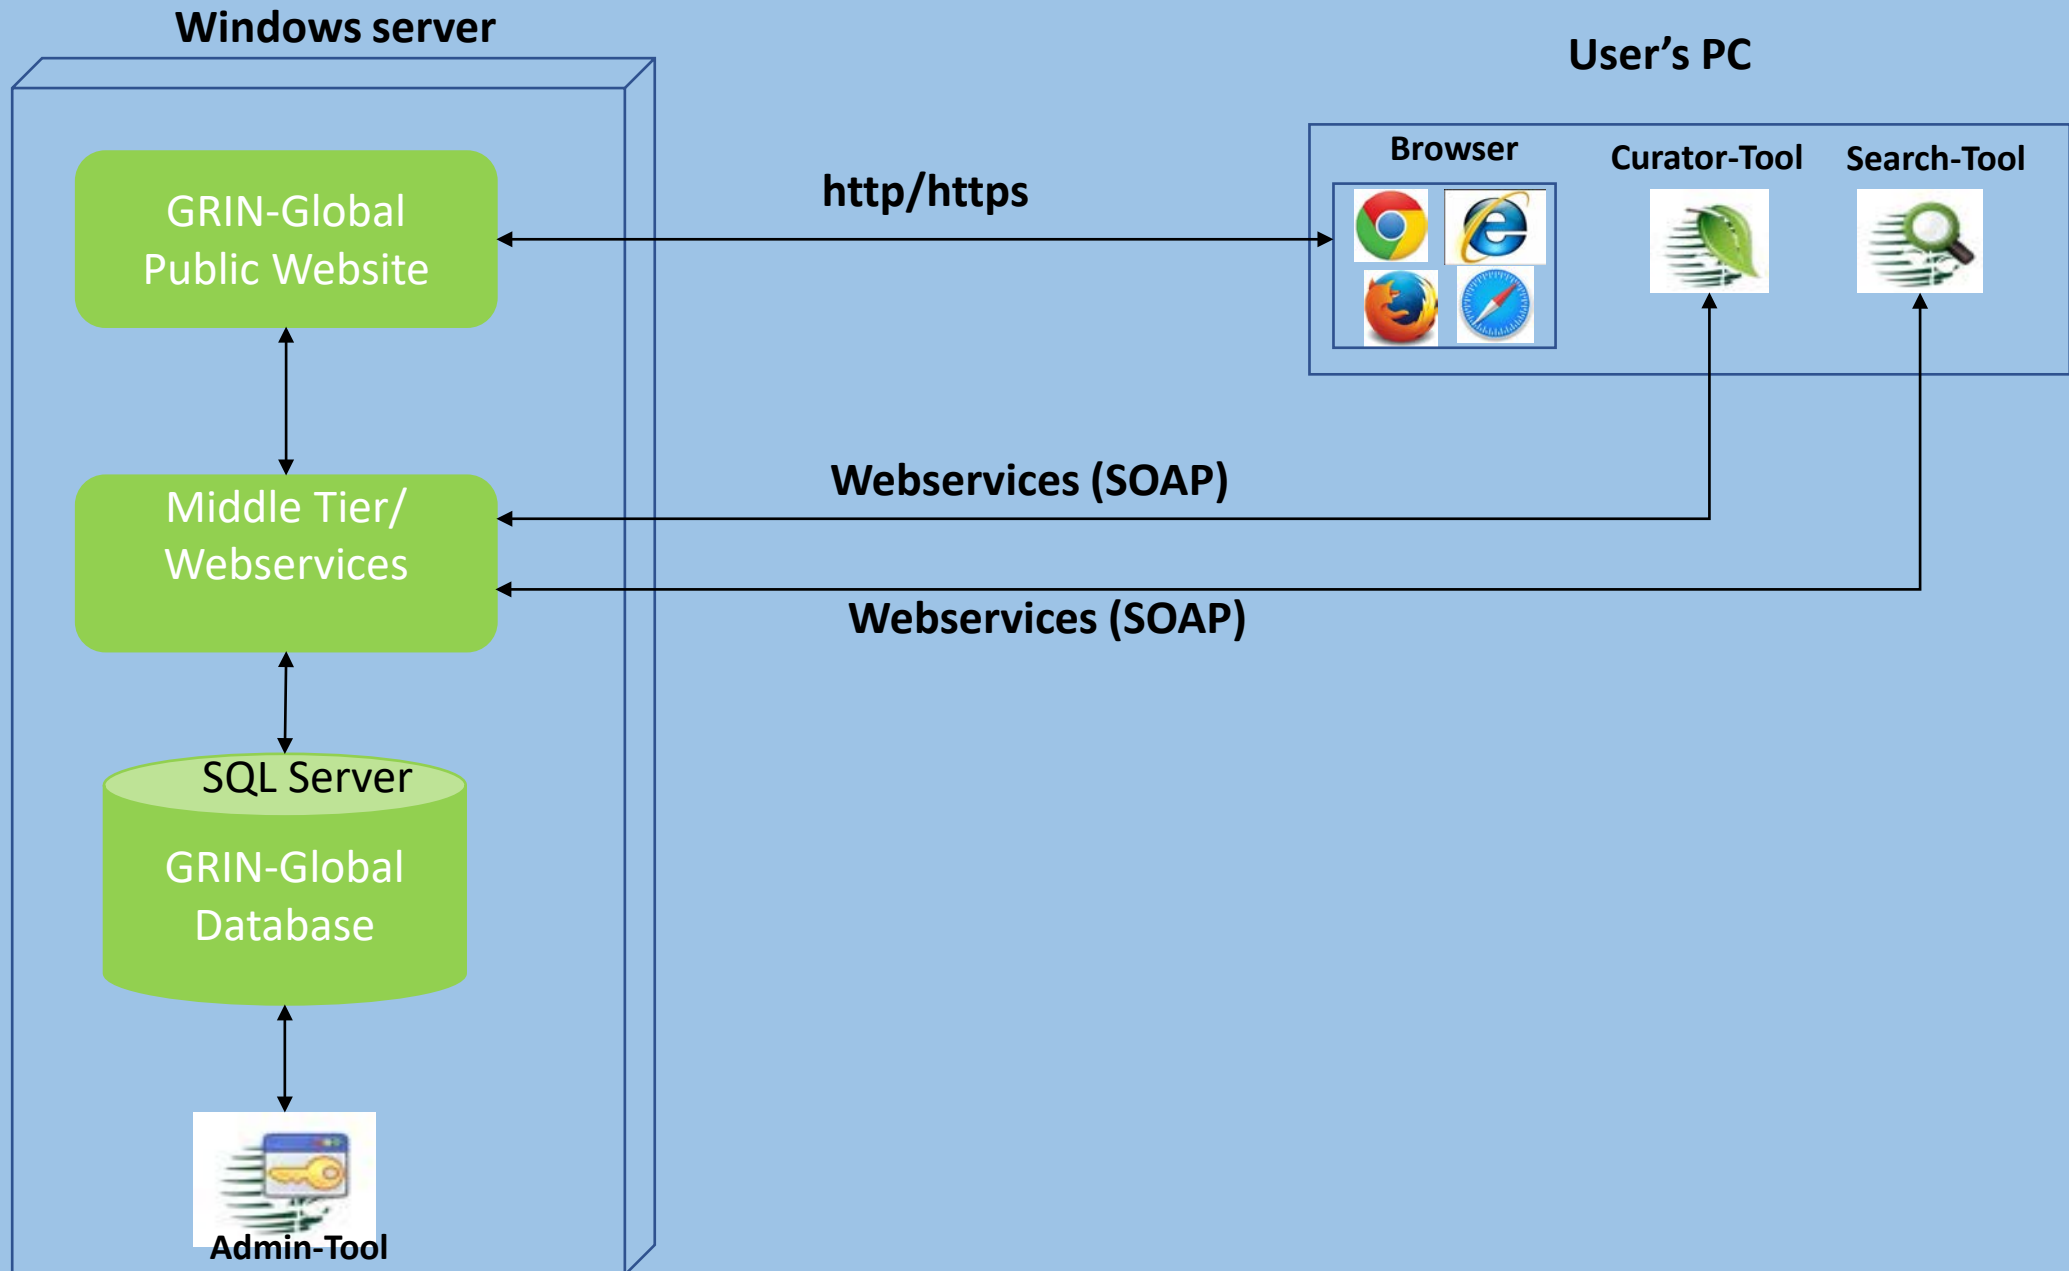 Windows server
User’s PC
GRIN-Global
Public Website
http/https
Browser
Curator-Tool
Search-Tool
Middle Tier/
Webservices
Webservices (SOAP)
Webservices (SOAP)
SQL Server
GRIN-Global
Database
Admin-Tool